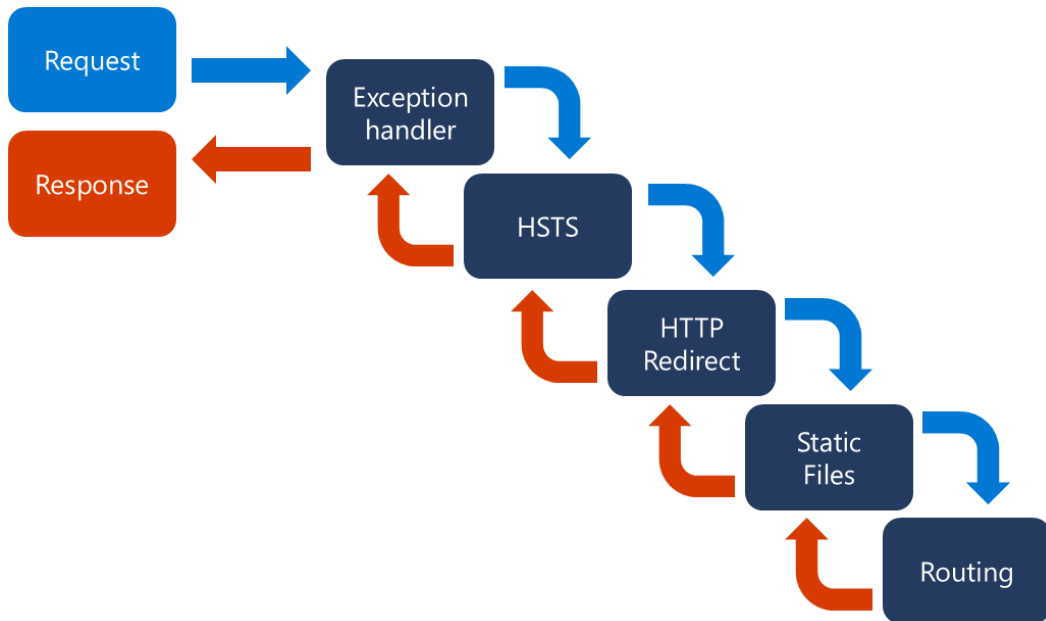 Request
Response
Exception
handler
HSTS
HTTP
Redirect
Static
Files
Routing